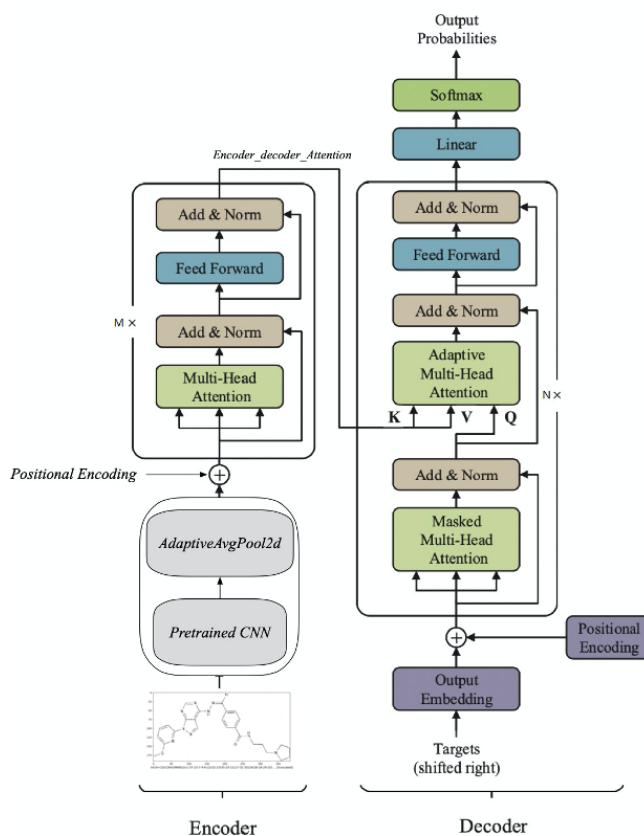 Output
Probabilities
Softmax
Linear
Encoder_decoder_Attention
Add & Norm
Feed Forward
Add & Norm
M ×
Multi-Head
Attention
Positional Encoding
AdaptiveAvgPool2d
Pretrained CNN
Encoder
Add & Norm
Feed Forward
Add & Norm
Adaptive
Multi-Head
Attention
N×
K V Q
Add & Norm
Masked
Multi-Head
Attention
Positional
Encoding
Output
Embedding
Targets
(shifted right)
Decoder